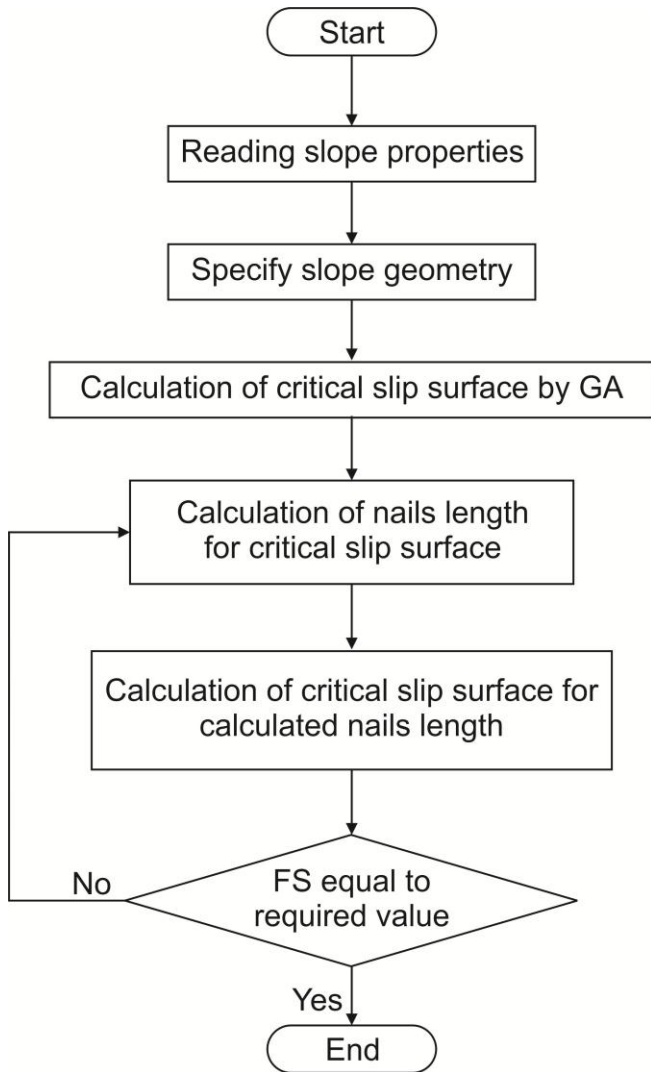 Start
Reading slope properties
Specify slope geometry
Calculation of critical slip surface by GA
Calculation of nails length
for critical slip surface
Calculation of critical slip surface for
calculated nails length
FS equal to
required value
No
Yes
End